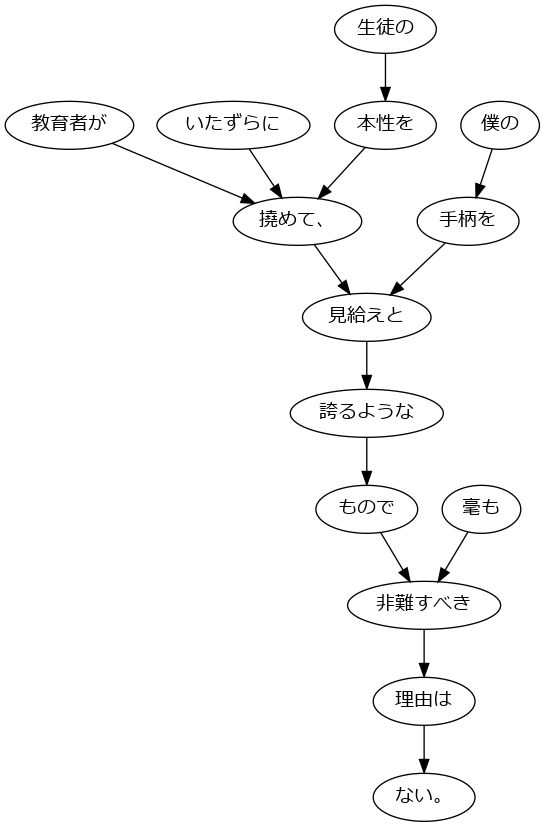 生徒の
教育者が
いたずらに
本性を
僕の
撓めて、
手柄を
見給えと
誇るような
もので
毫も
非難すべき
理由は
ない。